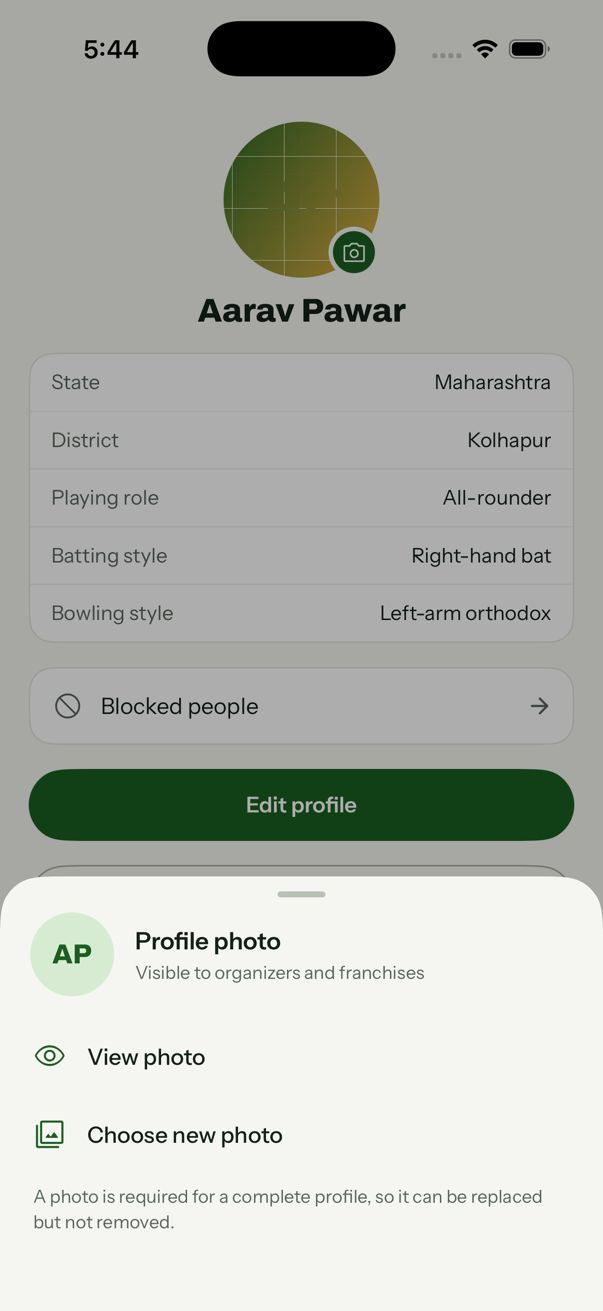 5:44
Aarav Pawar
State Maharashtra
District Kolhapur
Playing role All-rounder
Batting style Right-hand bat
Bowling style Left-arm orthodox
Blocked people
Edit profile
AP
Profile photo
Visible to organizers and franchises
View photo
Choose new photo
A photo is required for a complete profile, so it can be replaced
but not removed.